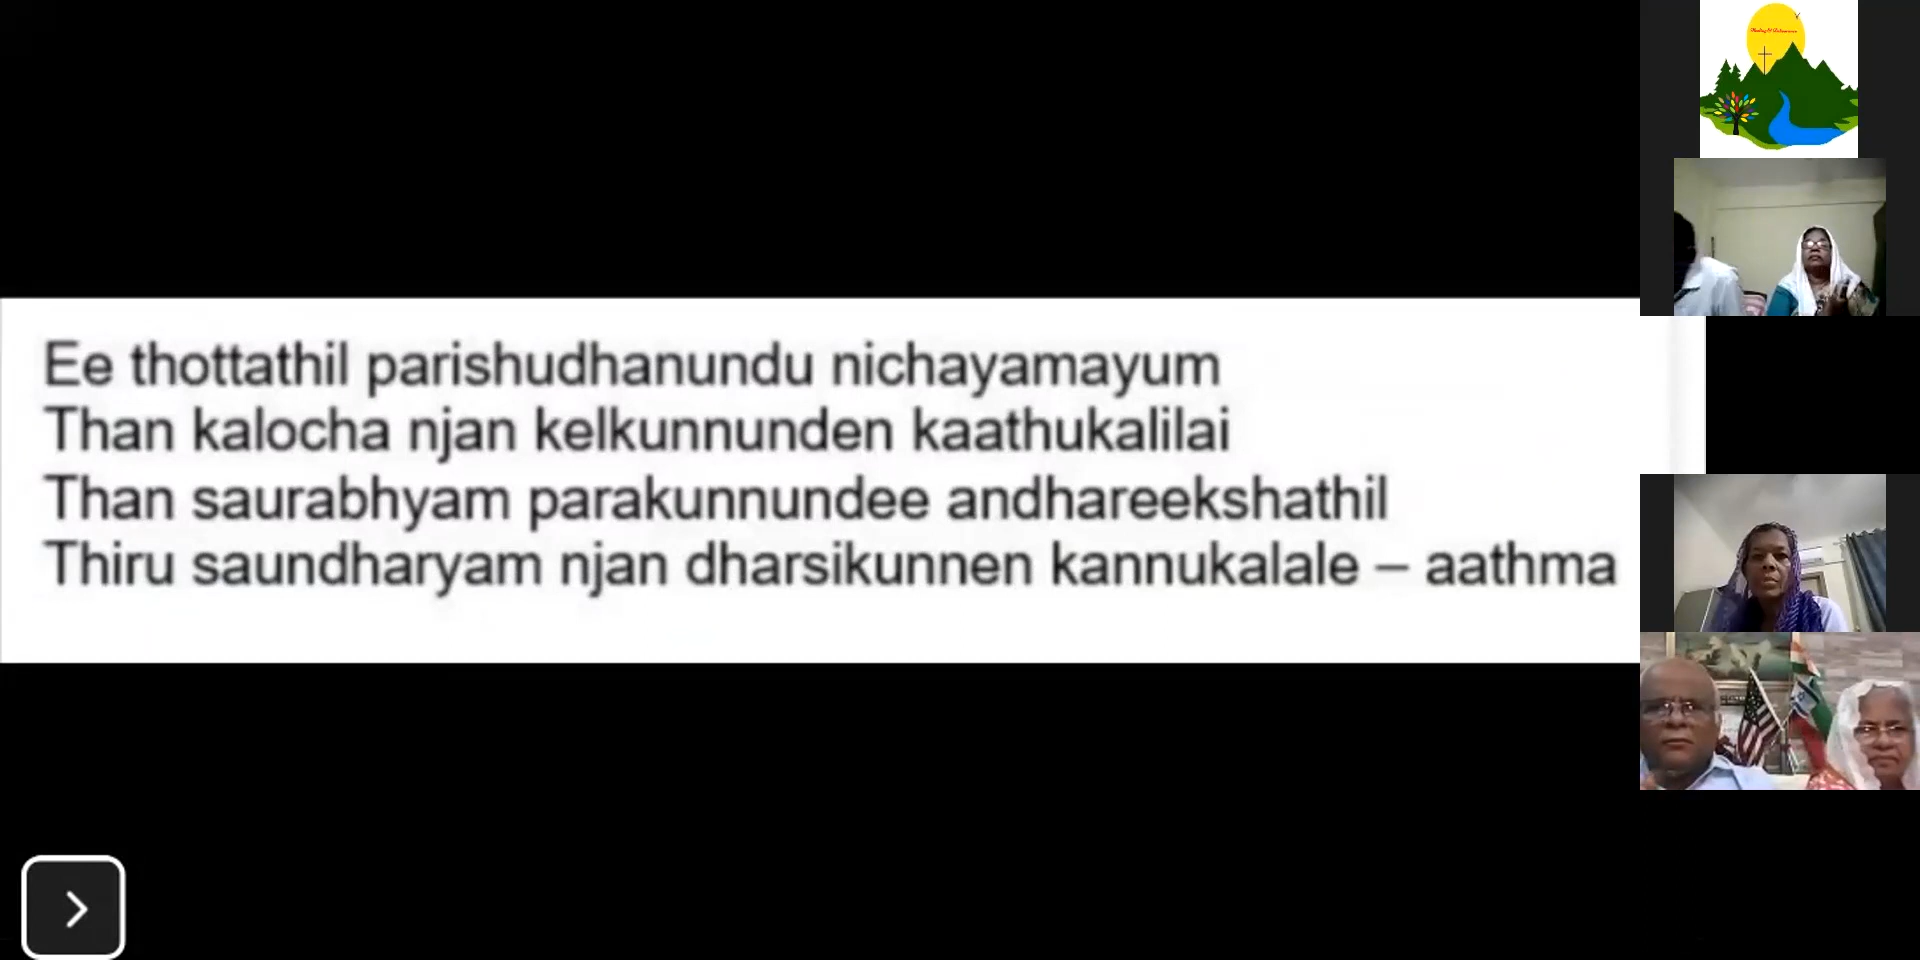 Ee thottathil parishudhanundu nichayamayum
Than kalocha njan kelkunnunden kaathukalilai
Than saurabhyam parakunnundee andhareekshathil
Thiru saundharyam njan dharsikunnen kannukalale – aathma